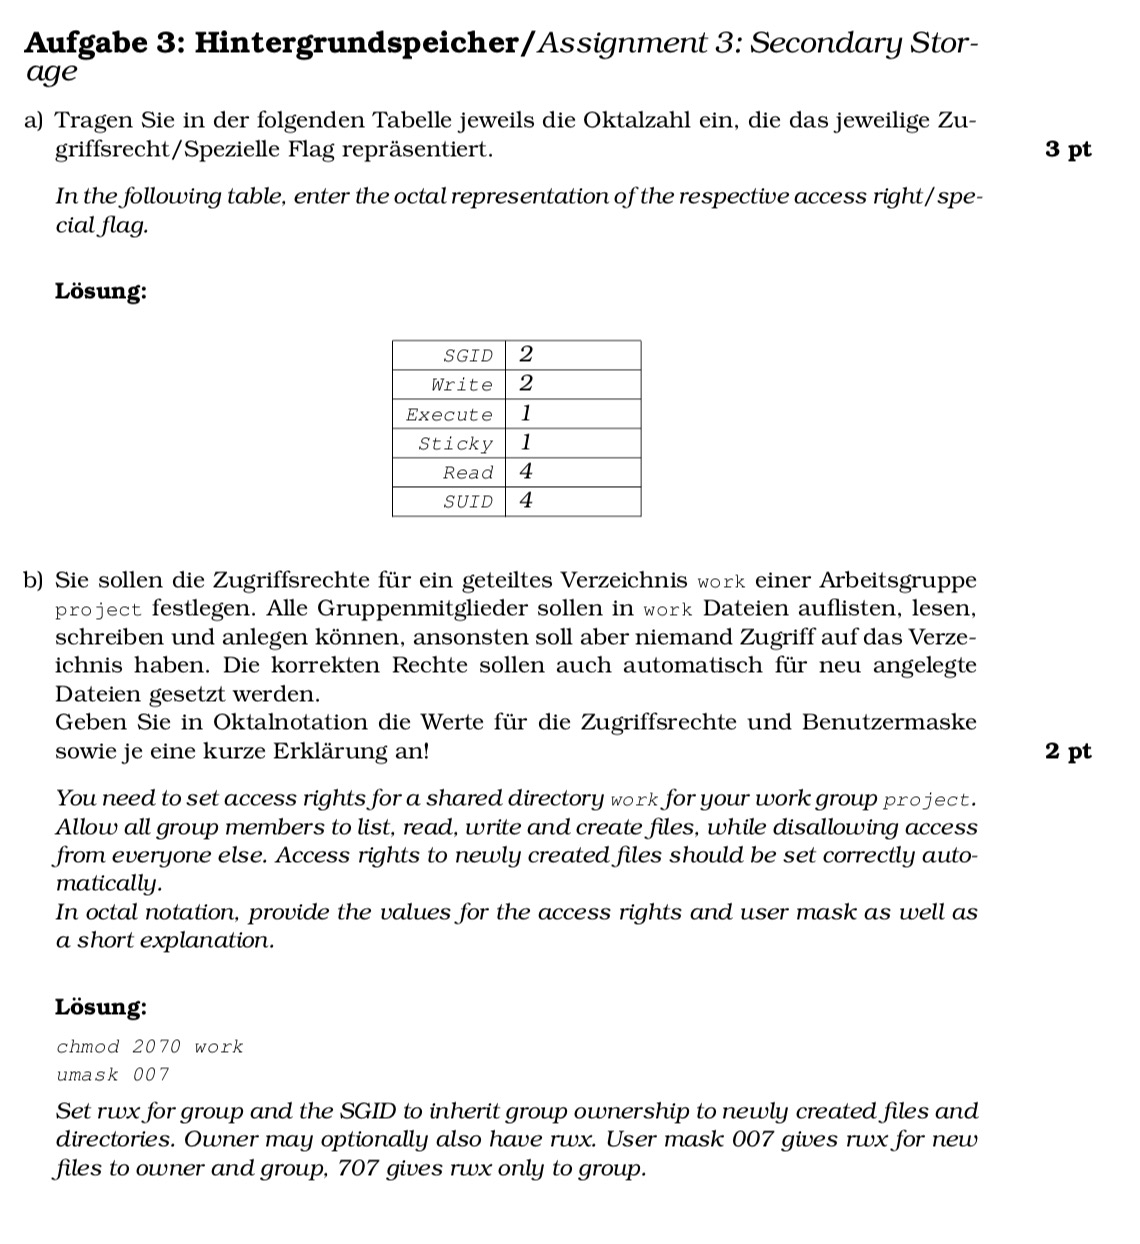 Aufgabe 3: Hintergrundspeicher/Assignment 3: Secondary Stor-
age
a) Tragen Sie in der folgenden Tabelle jeweils die Oktalzahl ein, die das jeweilige Zu-
griffsrecht/Spezielle Flag repräsentiert. 3 pt
In the following table, enter the octal representation of the respective access right/spe-
cial flag.
Lösung:
SGID 2
Write 2
Execute 1
Sticky 1
Read 4
SUID 4
b) Sie sollen die Zugriffsrechte für ein geteiltes Verzeichnis work einer Arbeitsgruppe
project festlegen. Alle Gruppenmitglieder sollen in work Dateien auflisten, lesen,
schreiben und anlegen können, ansonsten soll aber niemand Zugriff auf das Verze-
ichnis haben. Die korrekten Rechte sollen auch automatisch für neu angelegte
Dateien gesetzt werden.
Geben Sie in Oktalnotation die Werte für die Zugriffsrechte und Benutzermaske
sowie je eine kurze Erklärung an! 2 pt
You need to set access rights for a shared directory work for your work group project.
Allow all group members to list, read, write and create files, while disallowing access
from everyone else. Access rights to newly created files should be set correctly auto-
matically.
In octal notation, provide the values for the access rights and user mask as well as
a short explanation.
Lösung:
chmod 2070 work
umask 007
Set rwx for group and the SGID to inherit group ownership to newly created files and
directories. Owner may optionally also have rwx. User mask 007 gives rwx for new
files to owner and group, 707 gives rwx only to group.